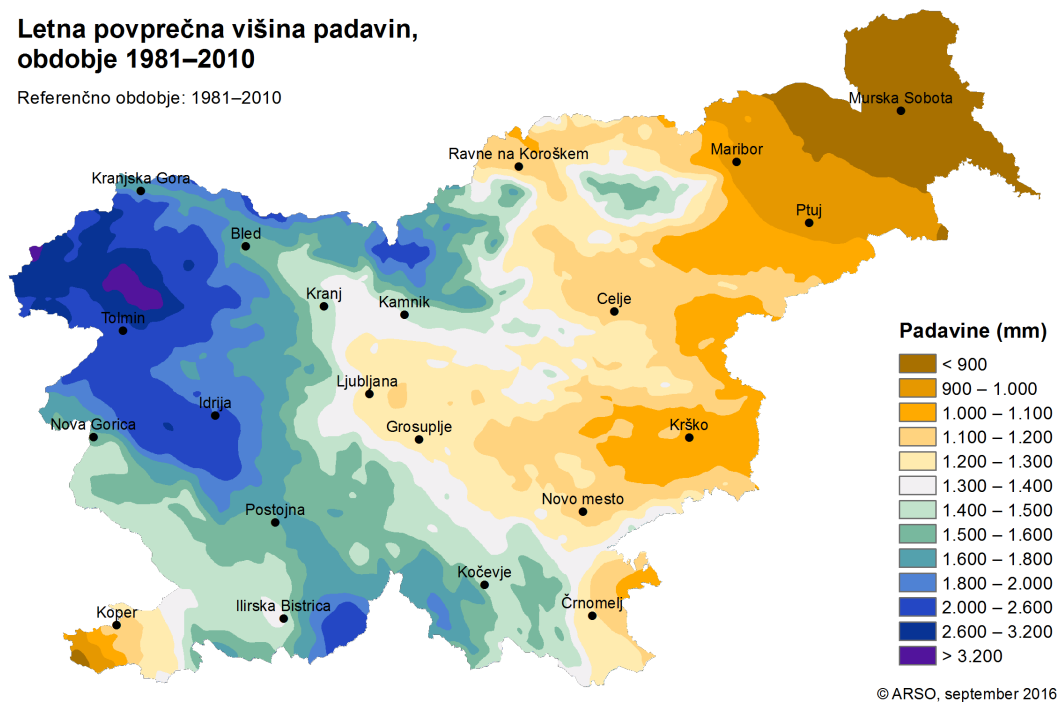 Letna povprečna višina padavin,
obdobje 1981–2010
Referenčno obdobje: 1981–2010
Murska Sobota
Maribor
Ravne na Koroškem
Kranjska Gora
Ptuj
Bled
Kranj
Kamnik
Celje
Tolmin
Ljubljana
Idrija
Nova Gorica
Grosuplje
Krško
Novo mesto
Postojna
Kočevje
Koper
Ilirska Bistrica
Črnomelj
Padavine (mm)
< 900
900 – 1.000
1.000 – 1.100
1.100 – 1.200
1.200 – 1.300
1.300 – 1.400
1.400 – 1.500
1.500 – 1.600
1.600 – 1.800
1.800 – 2.000
2.000 – 2.600
2.600 – 3.200
> 3.200
© ARSO, september 2016